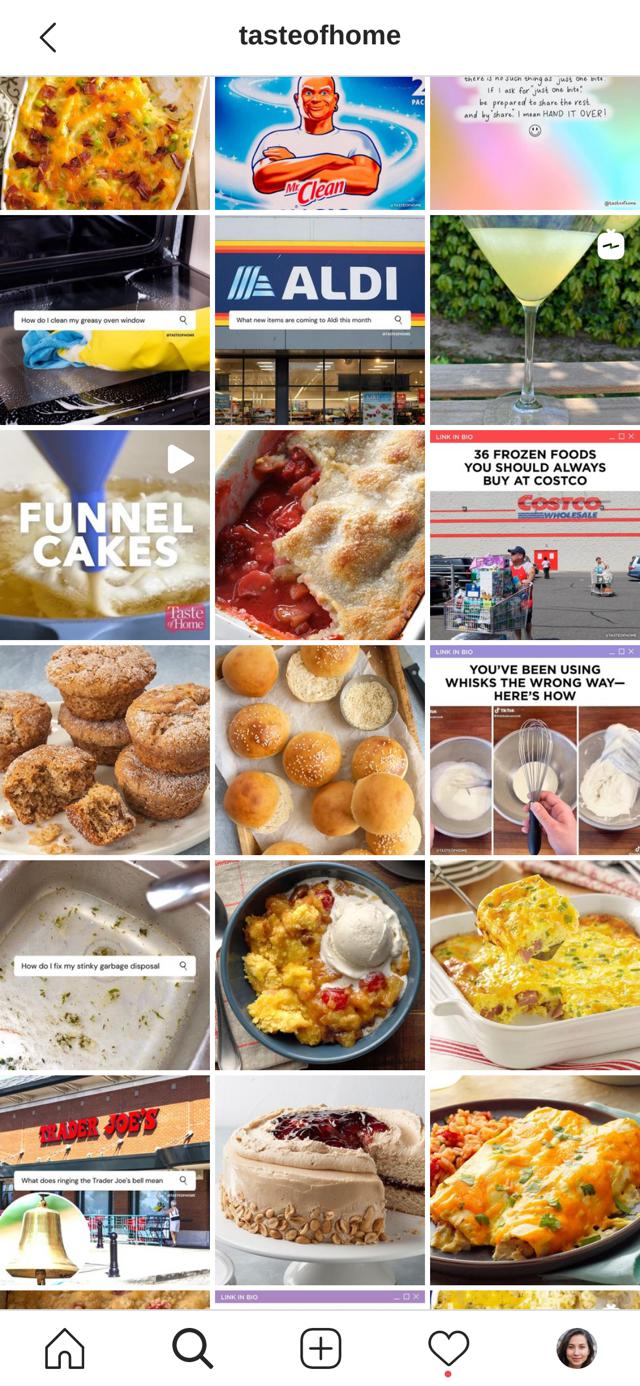 tasteofhome
there is no such thing as "just one bite."
If I ask for "just one bite",
be prepared to share the rest.
and by "share," I mean HAND IT OVER!
@tasteofhome
PAC
Mr. Clean
@TASTEOFHOME
How do I clean my greasy oven window
@TASTEOFHOME
ALDI
What new items are coming to Aldi this month
@TASTEOFHOME
FUNNEL
CAKES
Taste
of Home
LINK IN BIO
36 FROZEN FOODS
YOU SHOULD ALWAYS
BUY AT COSTCO
COSTCO
WHOLESALE
@TASTEOFHOME
LINK IN BIO
YOU'VE BEEN USING
WHISKS THE WRONG WAY—
HERE'S HOW
TikTok
TikTok
@TASTEOFHOME
How do I fix my stinky garbage disposal
TRADER JOE'S
What does ringing the Trader Joe's bell mean
@TASTEOFHOME
LINK IN BIO